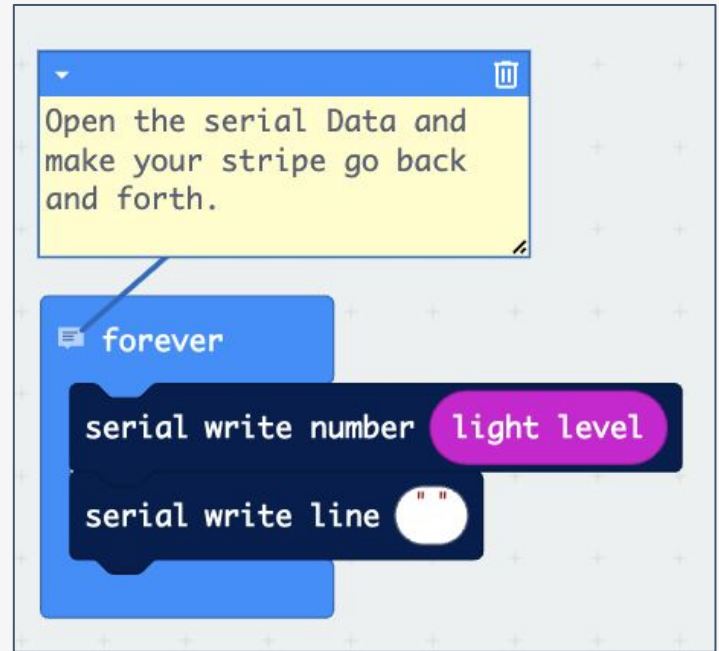 Open the serial Data and
make your stripe go back
and forth.
forever
serial write number light level
serial write line " "